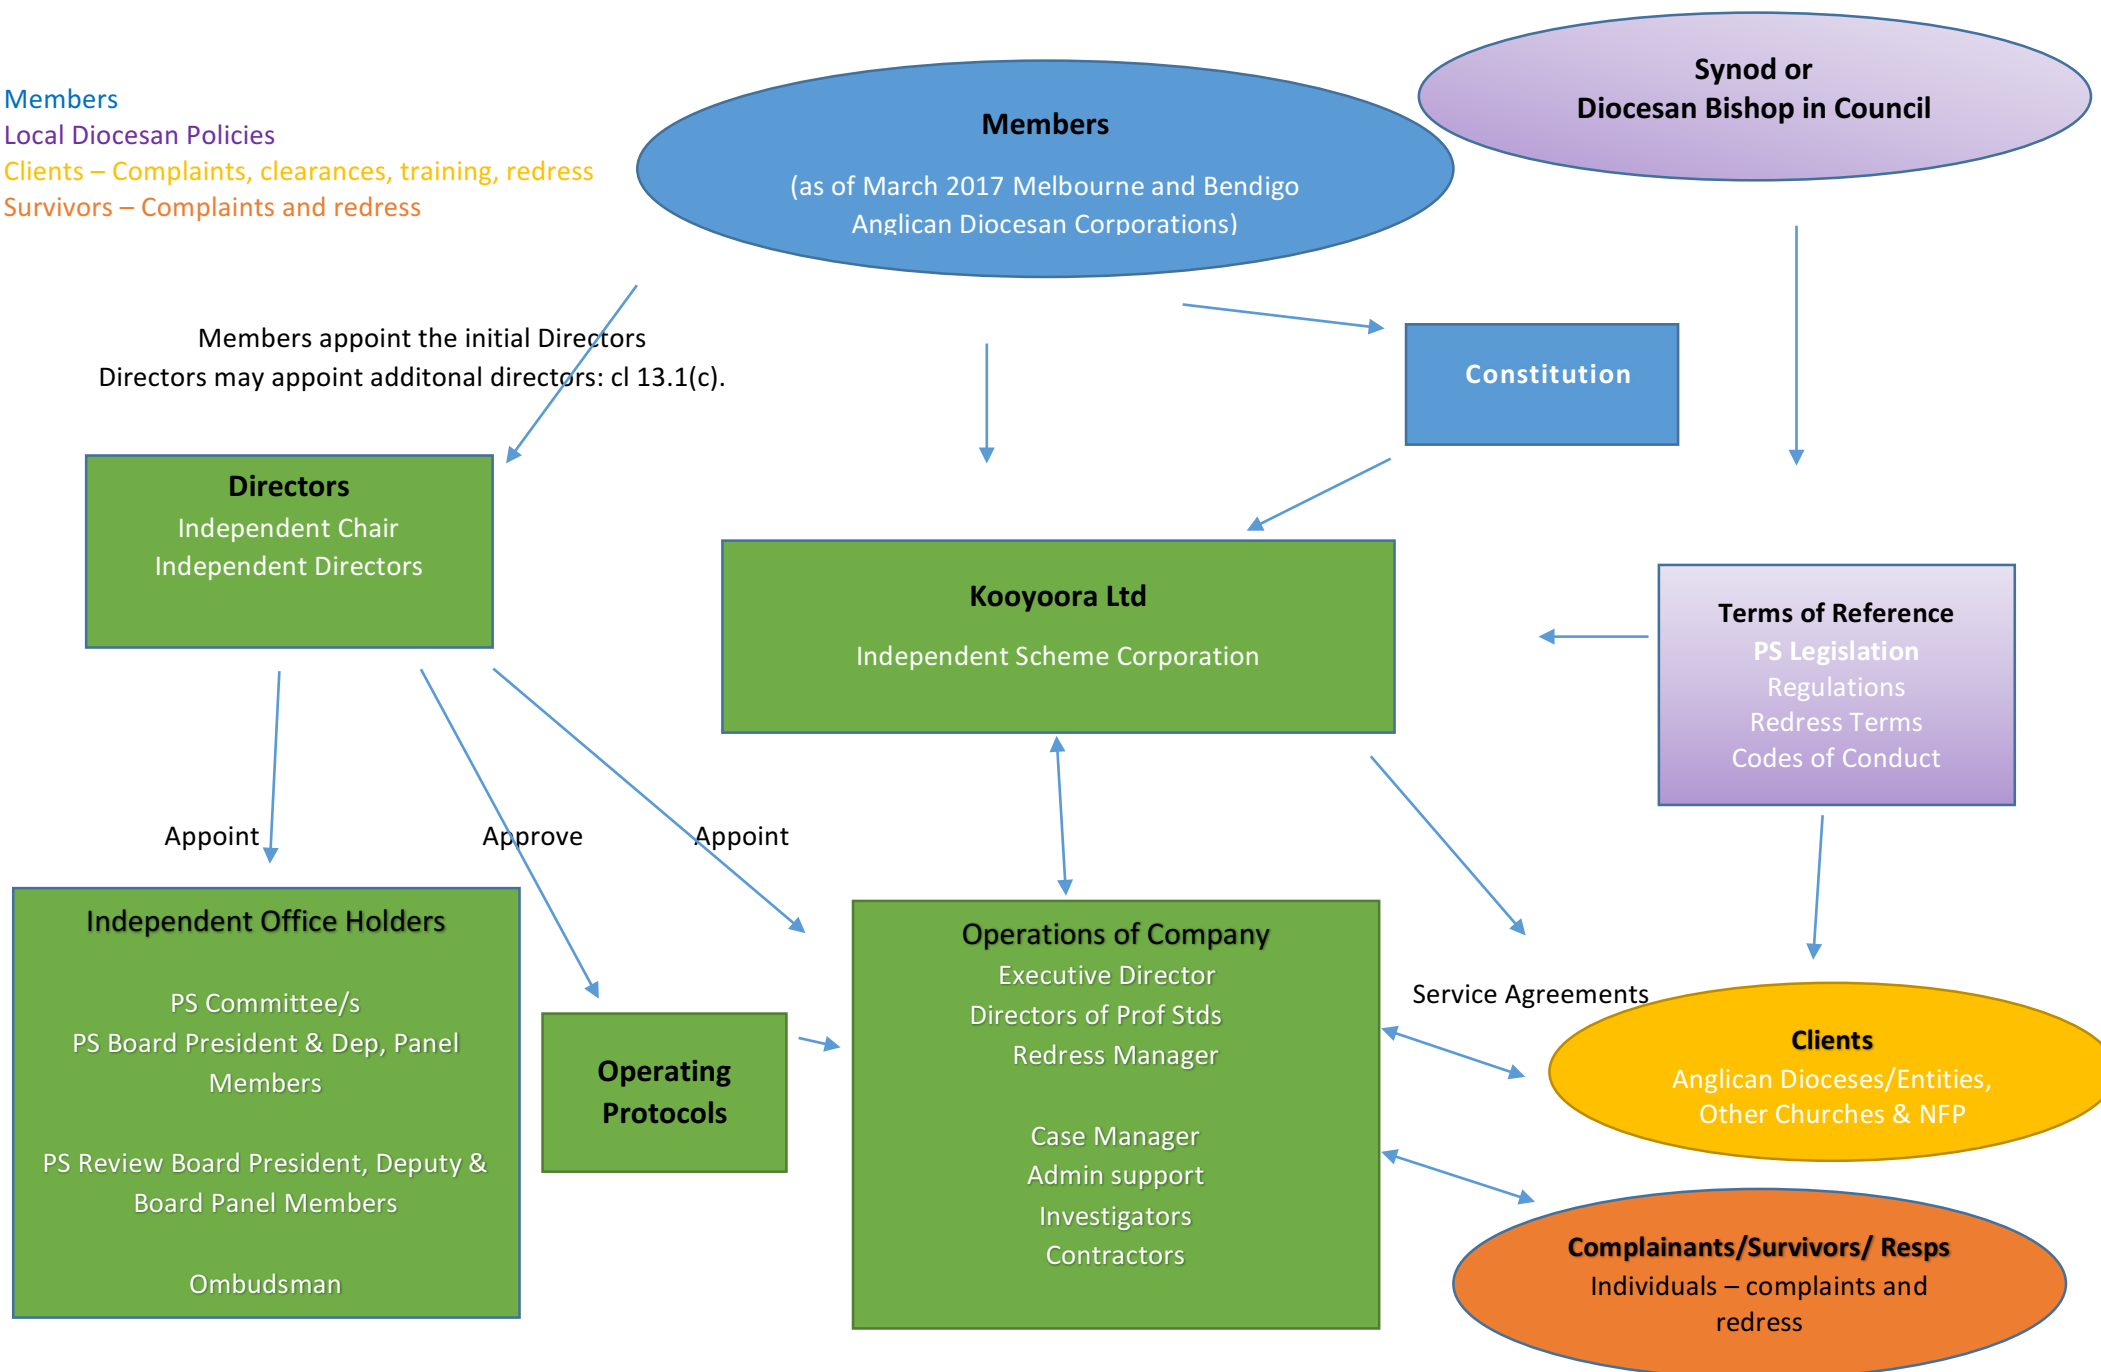 Members
Local Diocesan Policies
Clients – Complaints, clearances, training, redress
Survivors – Complaints and redress
Members
(as of March 2017 Melbourne and Bendigo
Anglican Diocesan Corporations)
Synod or
Diocesan Bishop in Council
Members appoint the initial Directors
Directors may appoint additonal directors: cl 13.1(c).
Constitution
Directors
Independent Chair
Independent Directors
Kooyoora Ltd
Independent Scheme Corporation
Terms of Reference
PS Legislation
Regulations
Redress Terms
Codes of Conduct
Appoint
Approve
Appoint
Independent Office Holders
PS Committee/s
PS Board President & Dep, Panel
Members
PS Review Board President, Deputy &
Board Panel Members
Ombudsman
Operating
Protocols
Operations of Company
Executive Director
Directors of Prof Stds
Redress Manager
Case Manager
Admin support
Investigators
Contractors
Service Agreements
Clients
Anglican Dioceses/Entities,
Other Churches & NFP
Complainants/Survivors/ Resps
Individuals – complaints and
redress